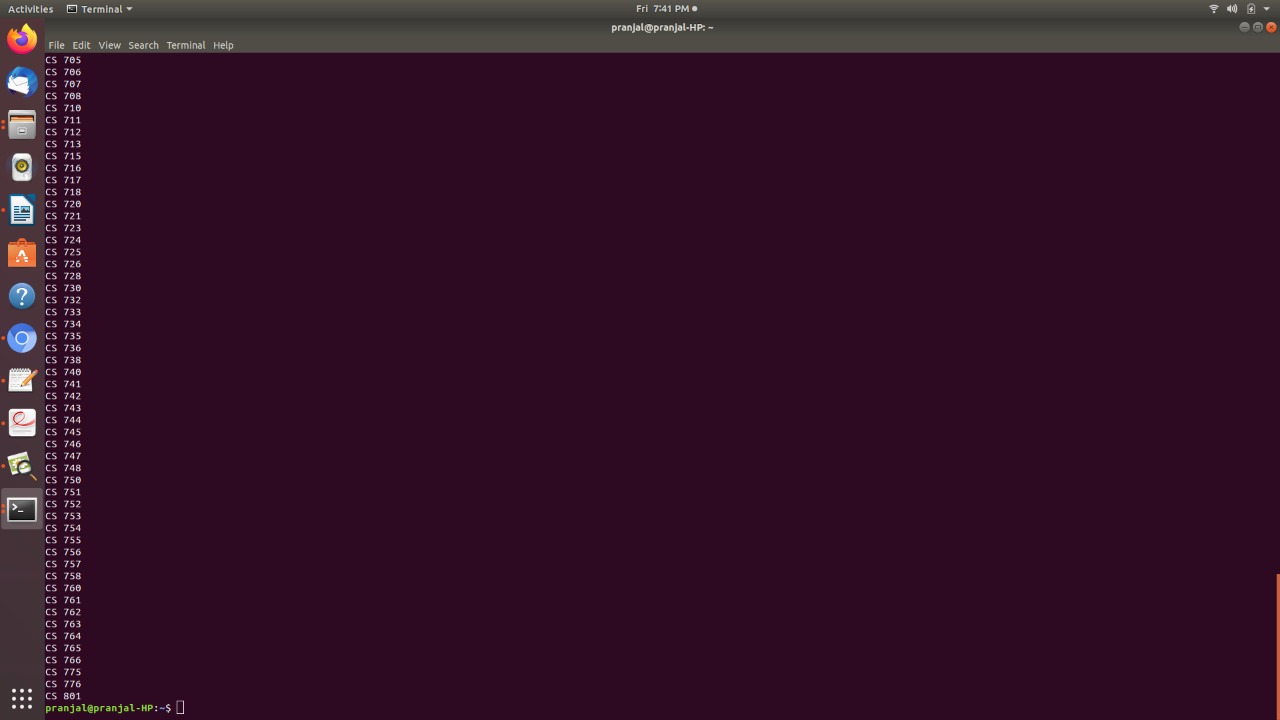 Activities Terminal Fri 7:41 PM
pranjal@pranjal-HP: ~
File Edit View Search Terminal Help
CS 705
CS 706
CS 707
CS 708
CS 710
CS 711
CS 712
CS 713
CS 715
CS 716
CS 717
CS 718
CS 720
CS 721
CS 723
CS 724
CS 725
CS 726
CS 728
CS 730
CS 732
CS 733
CS 734
CS 735
CS 736
CS 738
CS 740
CS 741
CS 742
CS 743
CS 744
CS 745
CS 746
CS 747
CS 748
CS 750
CS 751
CS 752
CS 753
CS 754
CS 755
CS 756
CS 757
CS 758
CS 760
CS 761
CS 762
CS 763
CS 764
CS 765
CS 766
CS 775
CS 776
CS 801
pranjal@pranjal-HP:~$